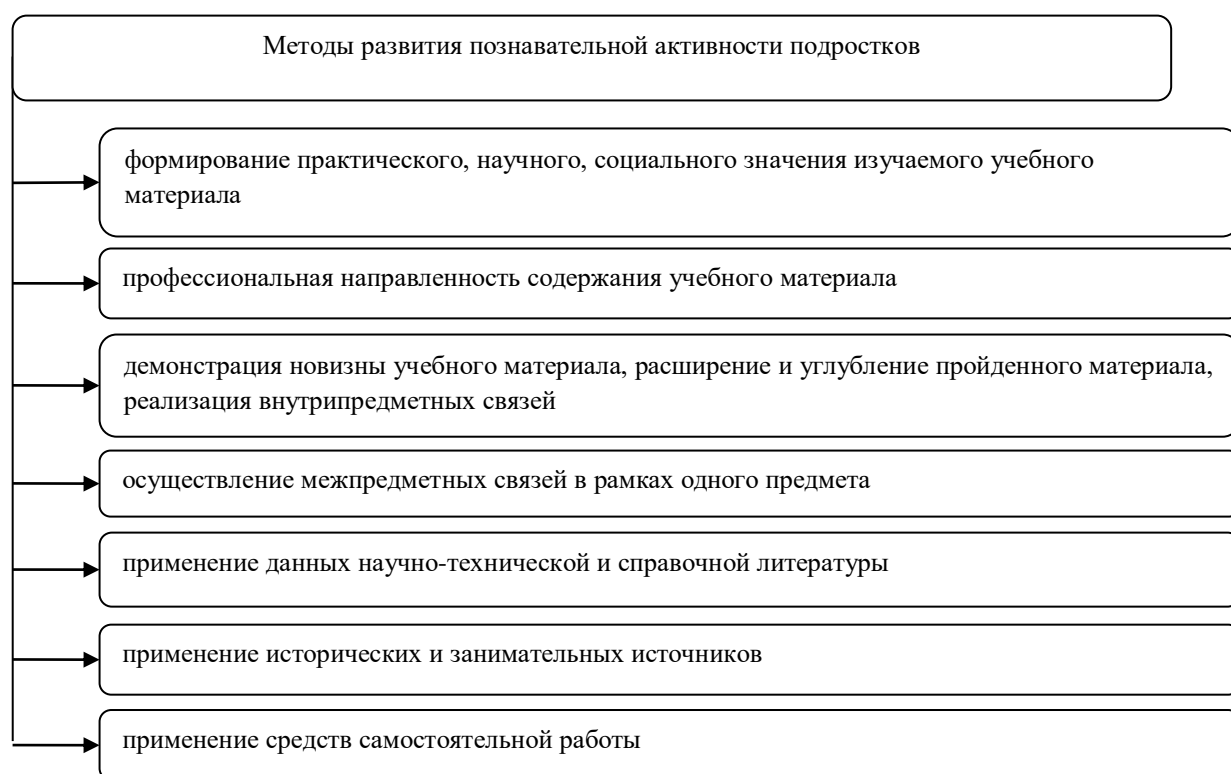 Методы развития познавательной активности подростков
формирование практического, научного, социального значения изучаемого учебного
материала
профессиональная направленность содержания учебного материала
демонстрация новизны учебного материала, расширение и углубление пройденного материала,
реализация внутрипредметных связей
осуществление межпредметных связей в рамках одного предмета
применение данных научно-технической и справочной литературы
применение исторических и занимательных источников
применение средств самостоятельной работы